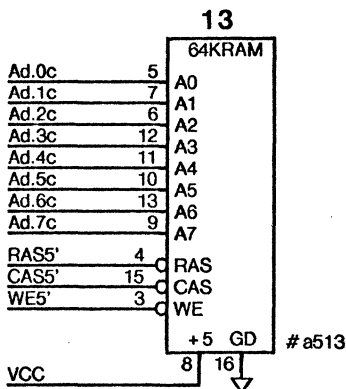 13
64KRAM
Ad.0c 5 A0
Ad.1c 7 A1
Ad.2c 6 A2
Ad.3c 12 A3
Ad.4c 11 A4
Ad.5c 10 A5
Ad.6c 13 A6
Ad.7c 9 A7
RAS5' 4 RAS
CAS5' 15 CAS
WE5' 3 WE
+5 GD #a513
8 16
VCC